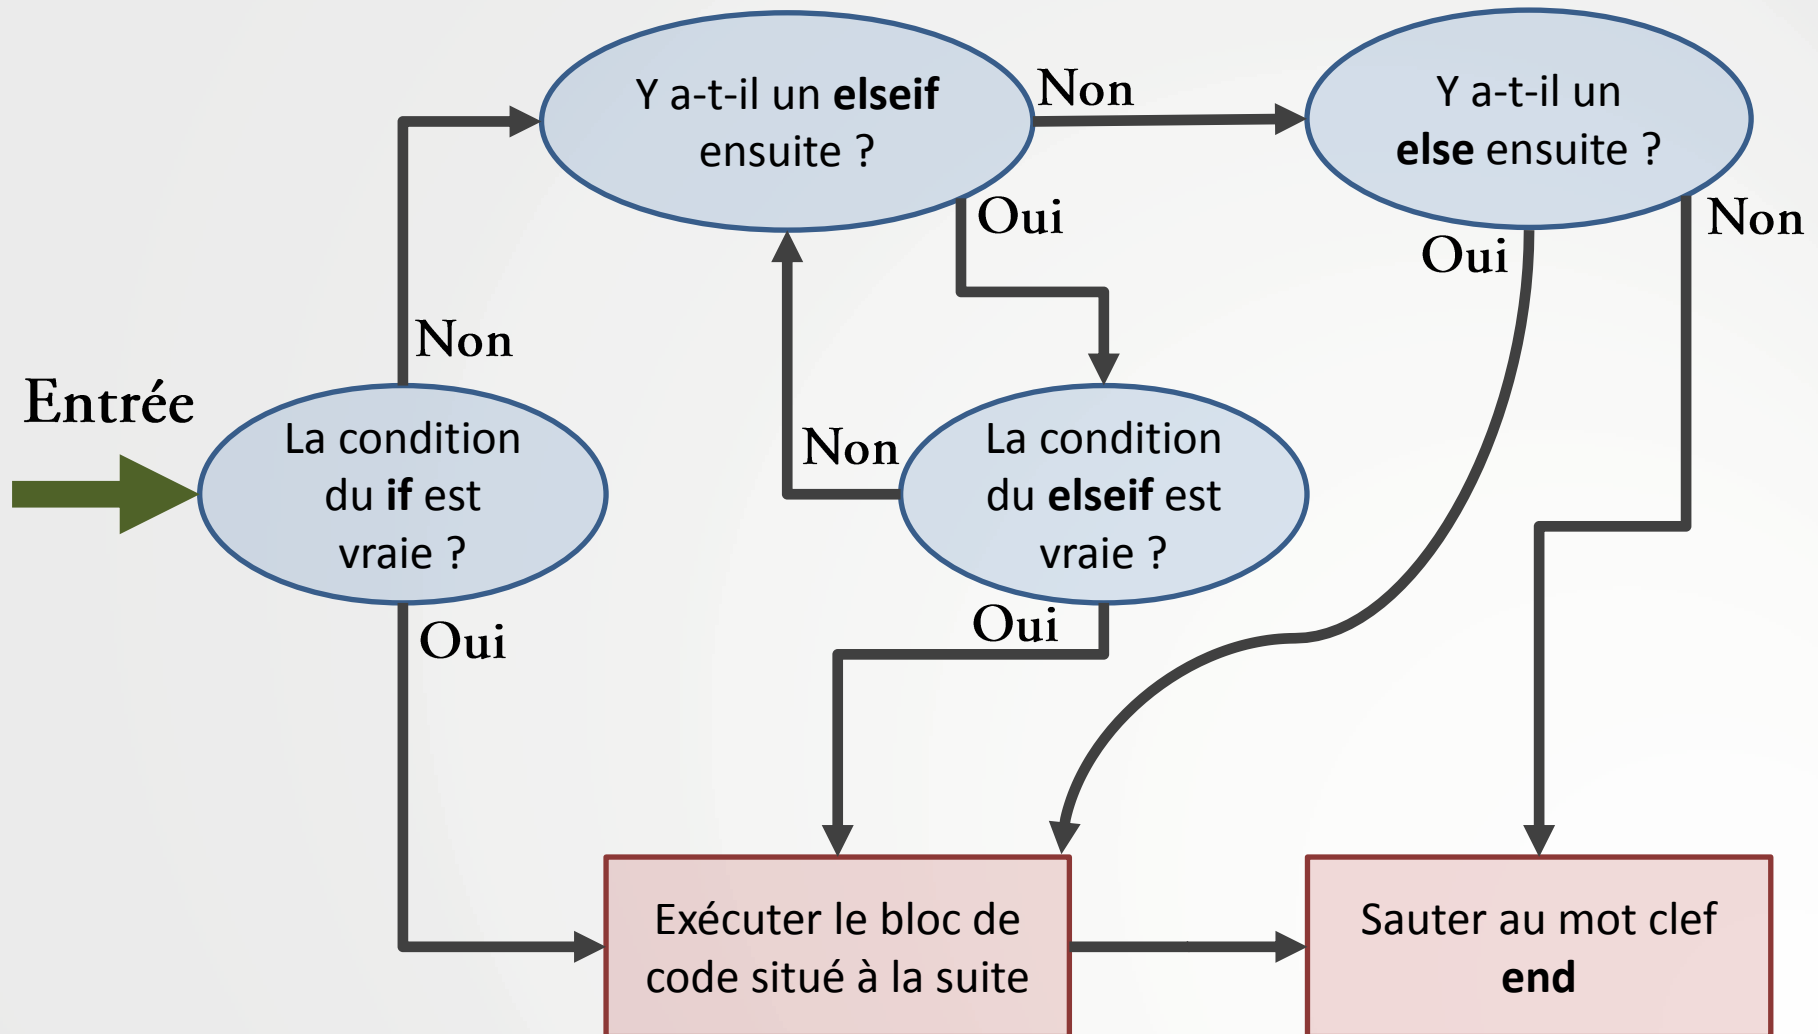 Y a-t-il un elseif
ensuite ?
Non
Y a-t-il un
else ensuite ?
Oui
Oui
Non
Non
Entrée
La condition
du if est
vraie ?
Non
La condition
du elseif est
vraie ?
Oui
Oui
Exécuter le bloc de
code situé à la suite
Sauter au mot clef
end